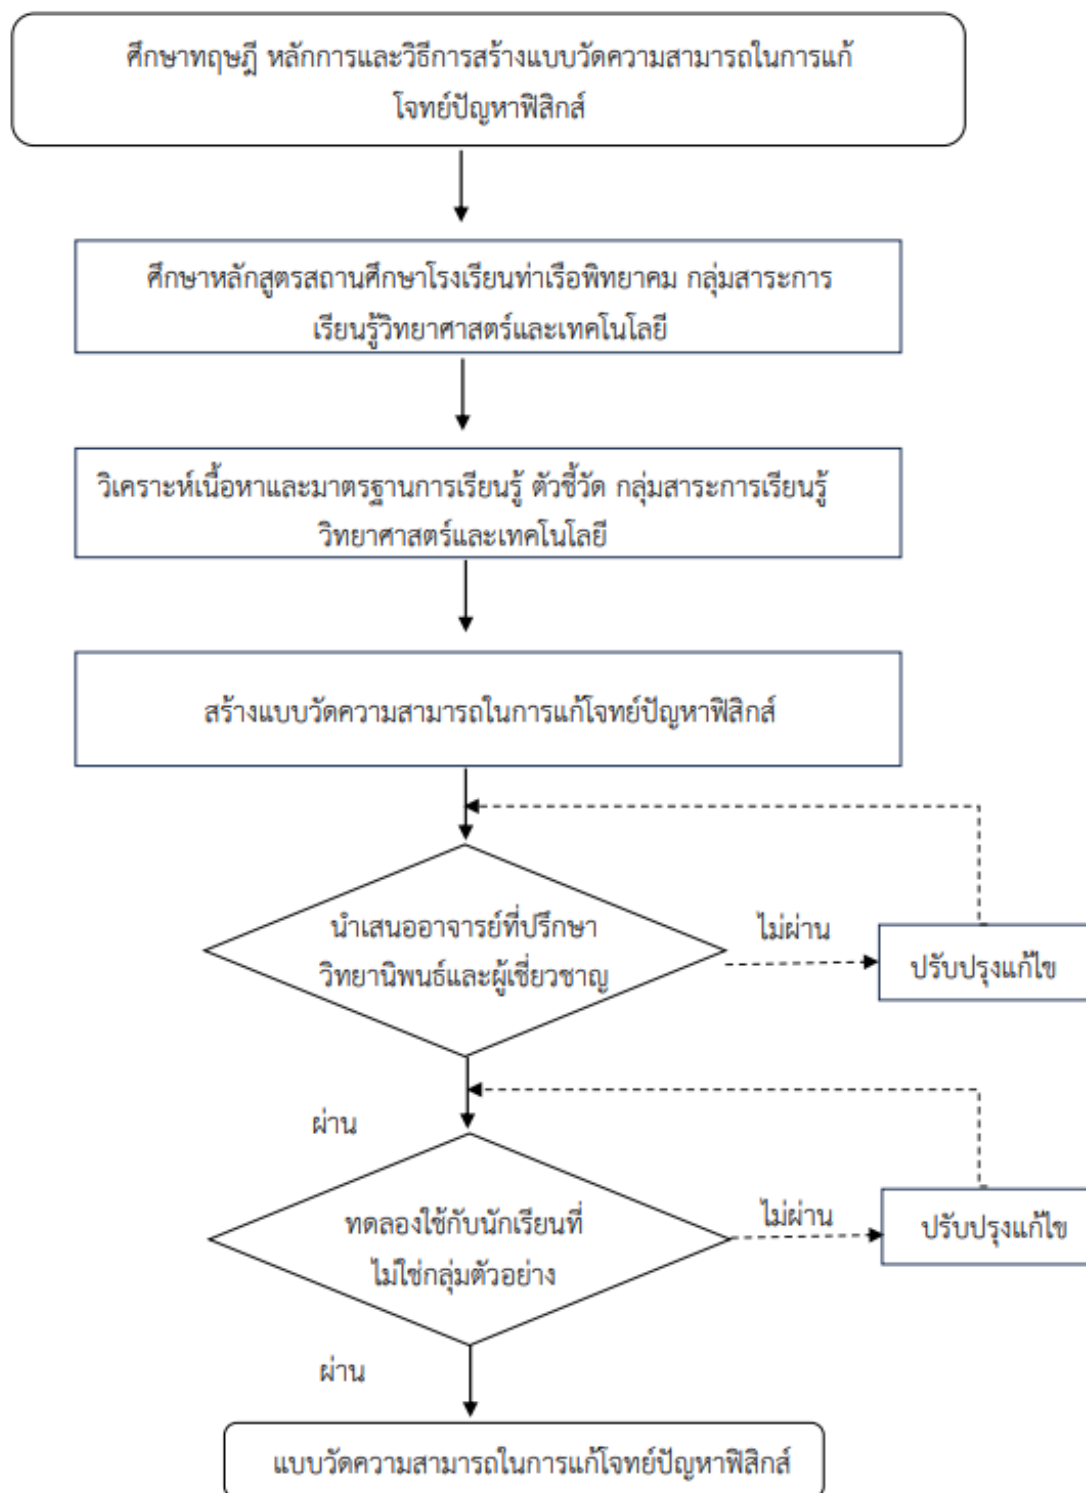 ศึกษาทฤษฎี หลักการและวิธีการสร้างแบบวัดความสามารถในการแก้
โจทย์ปัญหาฟิสิกส์
ศึกษาหลักสูตรสถานศึกษาโรงเรียนท่าเรือพิทยาคม กลุ่มสาระการ
เรียนรู้วิทยาศาสตร์และเทคโนโลยี
วิเคราะห์เนื้อหาและมาตรฐานการเรียนรู้ ตัวชี้วัด กลุ่มสาระการเรียนรู้
วิทยาศาสตร์และเทคโนโลยี
สร้างแบบวัดความสามารถในการแก้โจทย์ปัญหาฟิสิกส์
นำเสนออาจารย์ที่ปรึกษา
วิทยานิพนธ์และผู้เชี่ยวชาญ
ไม่ผ่าน
ปรับปรุงแก้ไข
ผ่าน
ทดลองใช้กับนักเรียนที่
ไม่ใช่กลุ่มตัวอย่าง
ไม่ผ่าน
ปรับปรุงแก้ไข
ผ่าน
แบบวัดความสามารถในการแก้โจทย์ปัญหาฟิสิกส์